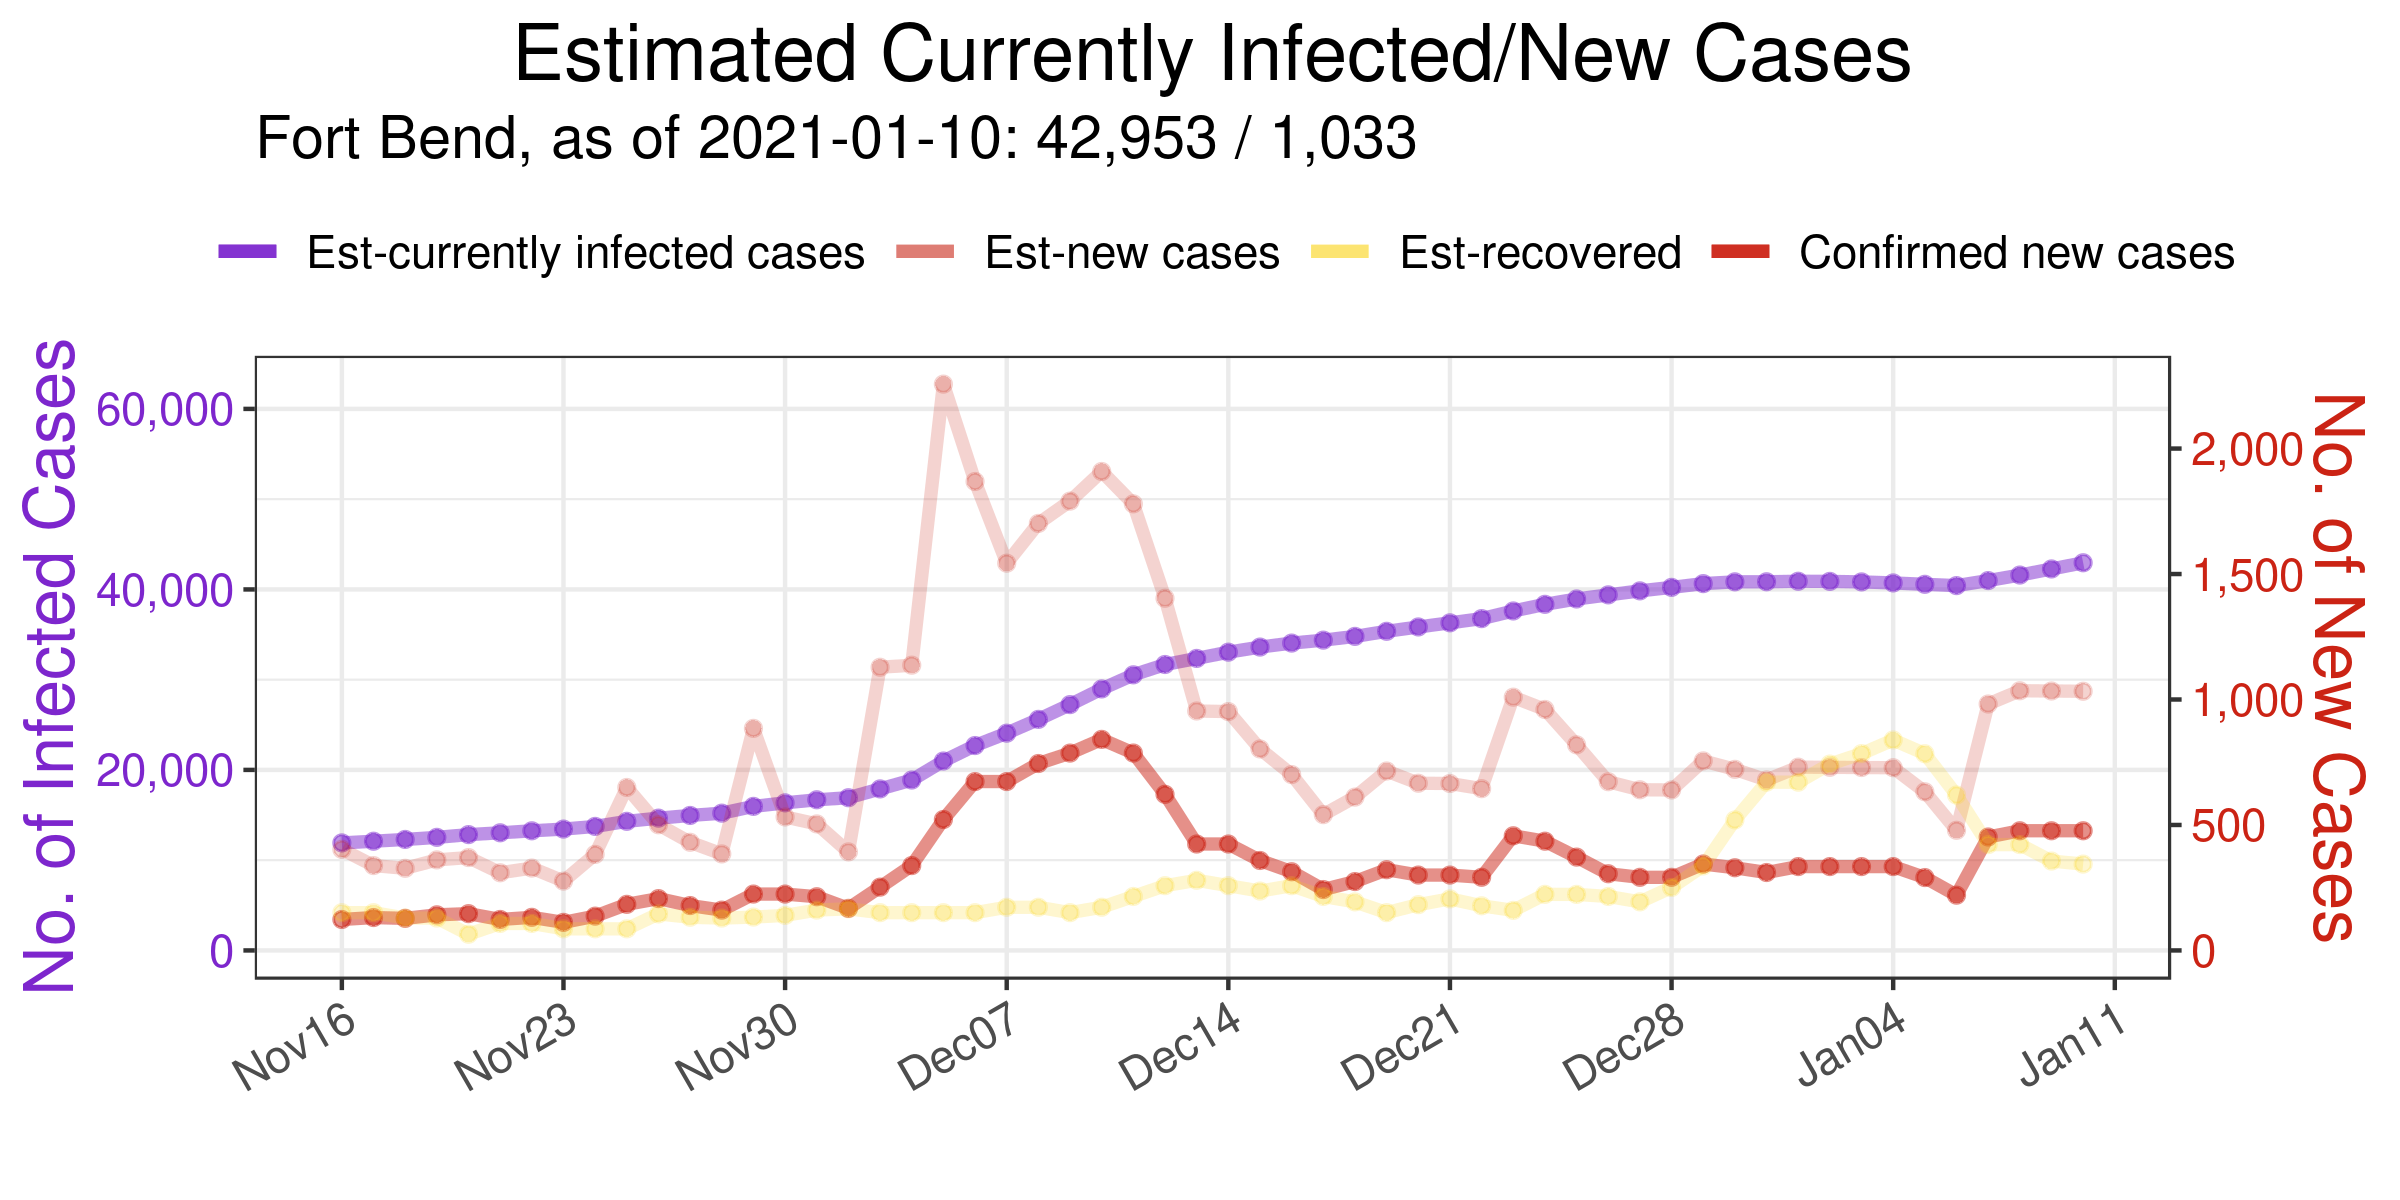 Estimated Currently Infected/New Cases
Fort Bend, as of 2021-01-10: 42,953 / 1,033
Est-currently infected cases Est-new cases Est-recovered Confirmed new cases
No. of Infected Cases
60,000
40,000
20,000
0
2,000
1,500
1,000
500
0
No. of New Cases
Nov16 Nov23 Nov30 Dec07 Dec14 Dec21 Dec28 Jan04 Jan11